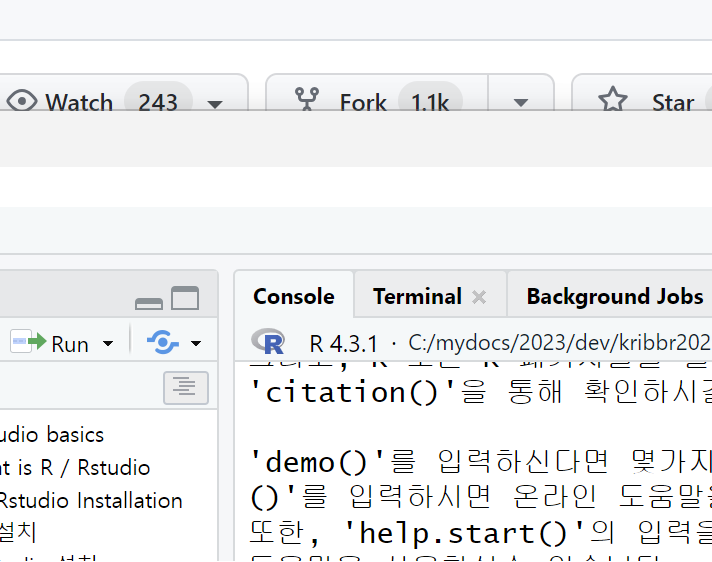 Watch 243 Fork 1.1k Star
Console Terminal Background Jobs
Run R 4.3.1 · C:/mydocs/2023/dev/kribbr202
'citation()'을 통해 확인하시길
udio basics
'demo()'를 입력하신다면 몇가지
at is R / Rstudio
Rstudio Installation ()'를 입력하시면 온라인 도움말을
설치 또한, 'help.start()'의 입력을